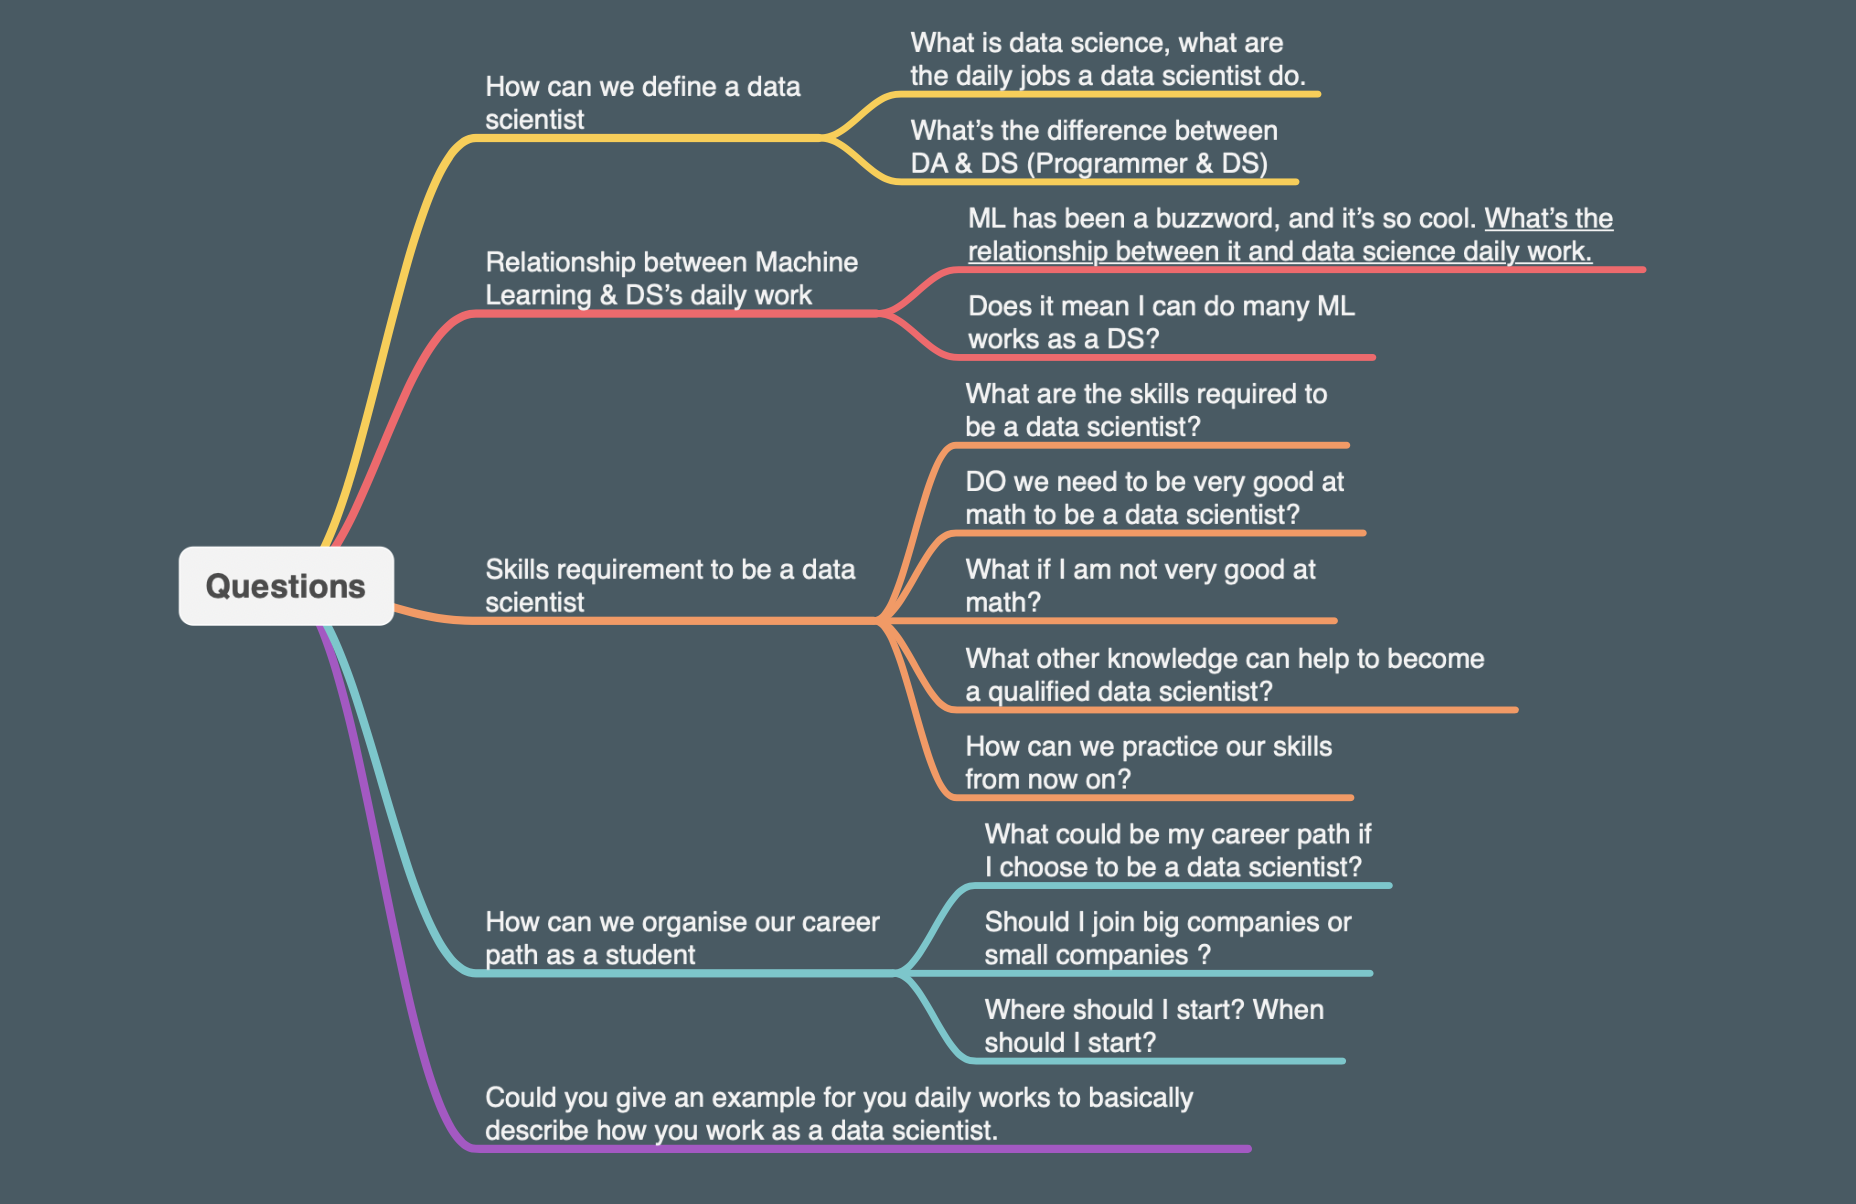 How can we define a data
scientist
What is data science, what are
the daily jobs a data scientist do.
What’s the difference between
DA & DS (Programmer & DS)
Relationship between Machine
Learning & DS’s daily work
ML has been a buzzword, and it’s so cool. What’s the
relationship between it and data science daily work.
Does it mean I can do many ML
works as a DS?
Questions
Skills requirement to be a data
scientist
What are the skills required to
be a data scientist?
DO we need to be very good at
math to be a data scientist?
What if I am not very good at
math?
What other knowledge can help to become
a qualified data scientist?
How can we practice our skills
from now on?
How can we organise our career
path as a student
What could be my career path if
I choose to be a data scientist?
Should I join big companies or
small companies ?
Where should I start? When
should I start?
Could you give an example for you daily works to basically
describe how you work as a data scientist.